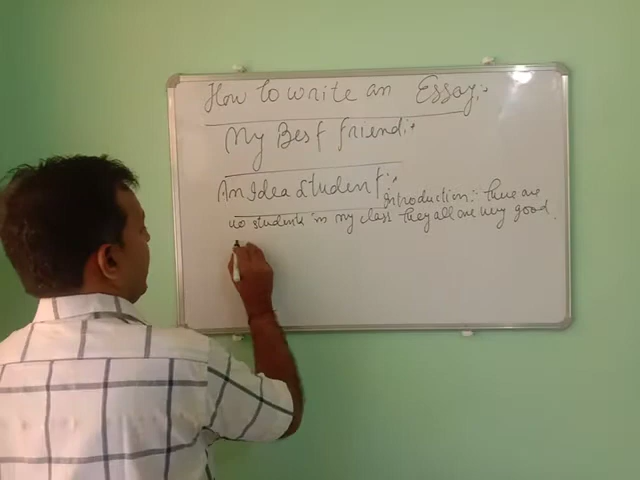 How to write an Essay:-
My Best friend:-
An Idea Student:-
Introduction:- there are
40 students in my class they all are very good.